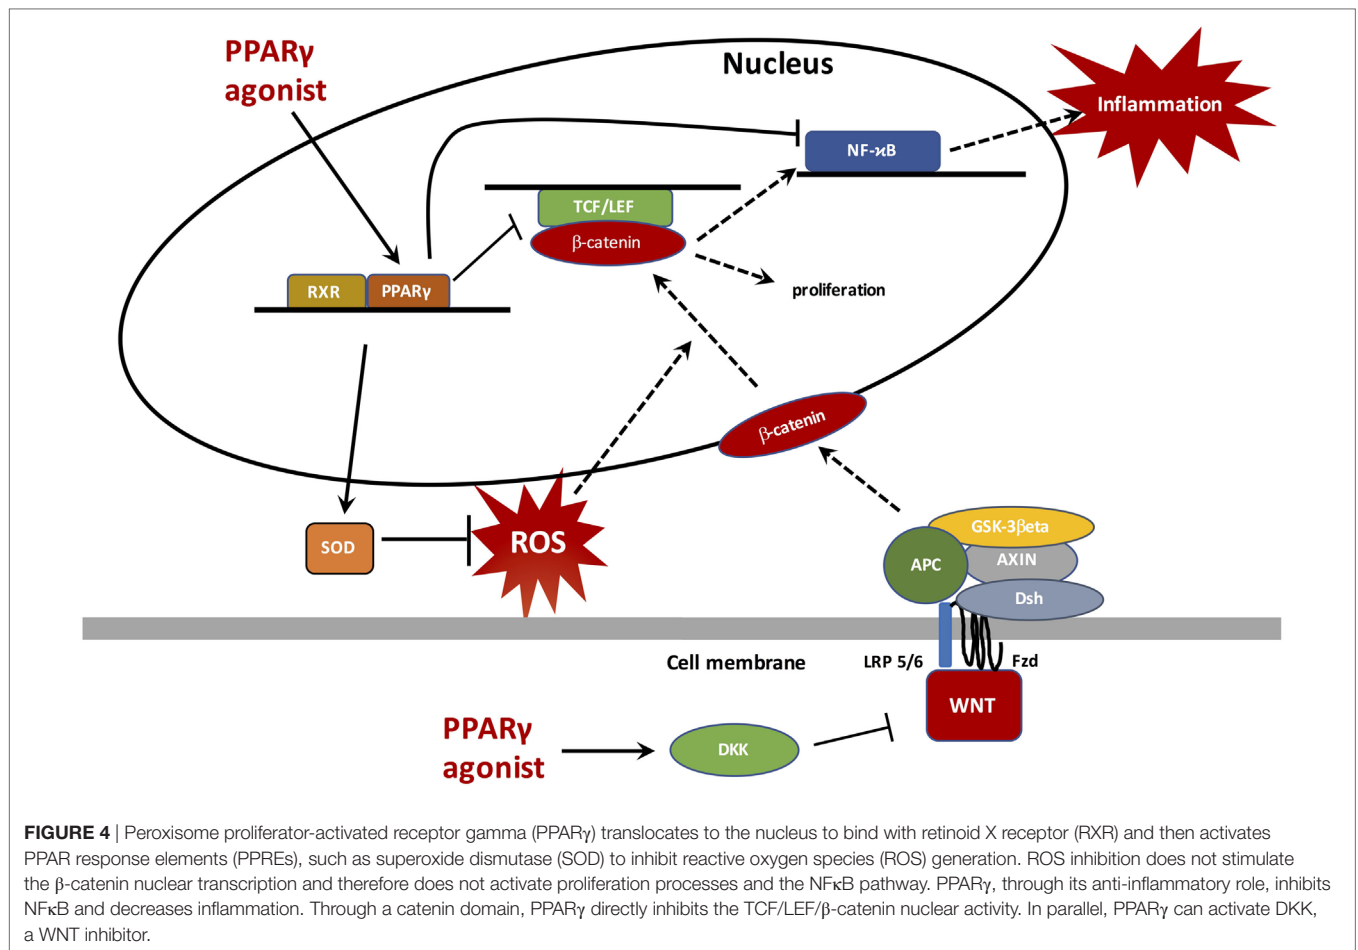 PPARγ
agonist
Nucleus
Inflammation
NF-ϰB
TCF/LEF
β-catenin
RXR
PPARγ
proliferation
β-catenin
SOD
ROS
GSK-3βeta
APC
AXIN
Dsh
Cell membrane
LRP 5/6
Fzd
WNT
PPARγ
agonist
DKK
FIGURE 4 | Peroxisome proliferator-activated receptor gamma (PPARγ) translocates to the nucleus to bind with retinoid X receptor (RXR) and then activates
PPAR response elements (PPREs), such as superoxide dismutase (SOD) to inhibit reactive oxygen species (ROS) generation. ROS inhibition does not stimulate
the β-catenin nuclear transcription and therefore does not activate proliferation processes and the NFκB pathway. PPARγ, through its anti-inflammatory role, inhibits
NFκB and decreases inflammation. Through a catenin domain, PPARγ directly inhibits the TCF/LEF/β-catenin nuclear activity. In parallel, PPARγ can activate DKK,
a WNT inhibitor.